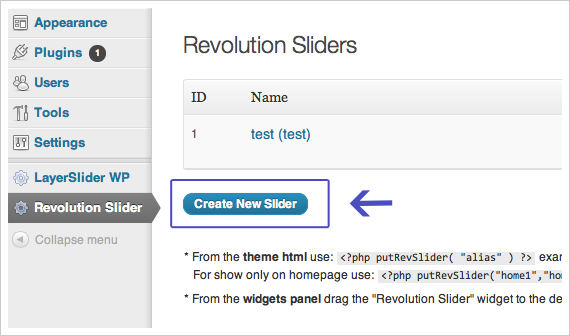 Appearance
Plugins 1
Users
Tools
Settings
LayerSlider WP
Revolution Slider
Collapse menu
Revolution Sliders
ID Name
1 test (test)
Create New Slider
* From the theme html use: <?php putRevSlider( "alias" ) ?> exa
For show only on homepage use: <?php putRevSlider("home1","ho
* From the widgets panel drag the "Revolution Slider" widget to the de